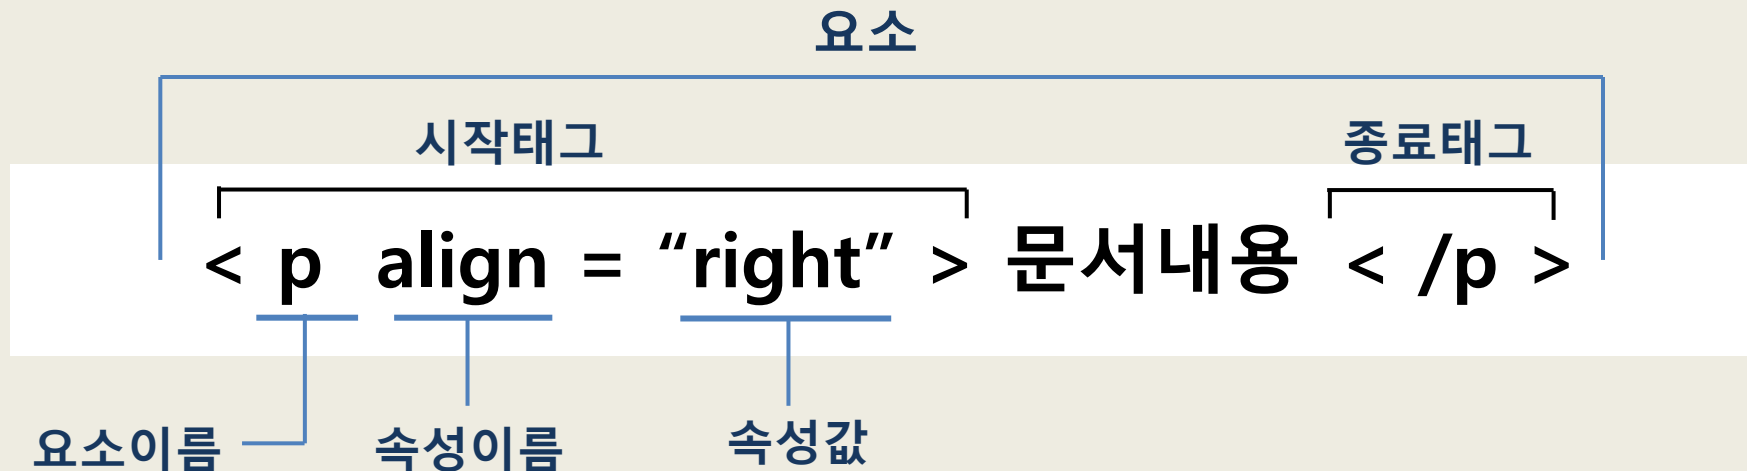 요소
시작태그 종료태그
< p align = “right” > 문서내용 < /p >
요소이름 속성이름 속성값